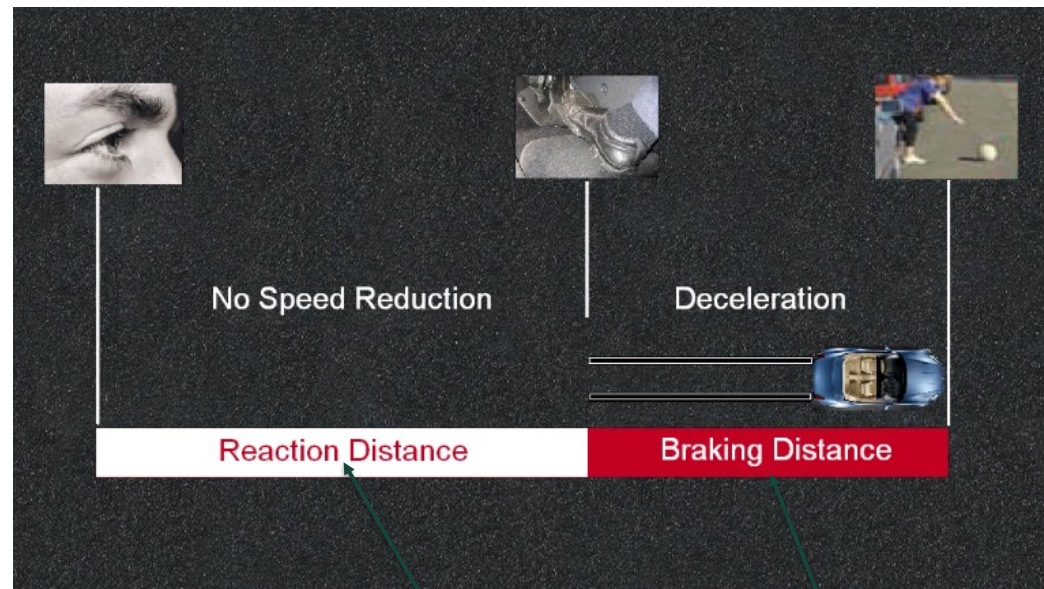 No Speed Reduction
Deceleration
Reaction Distance
Braking Distance